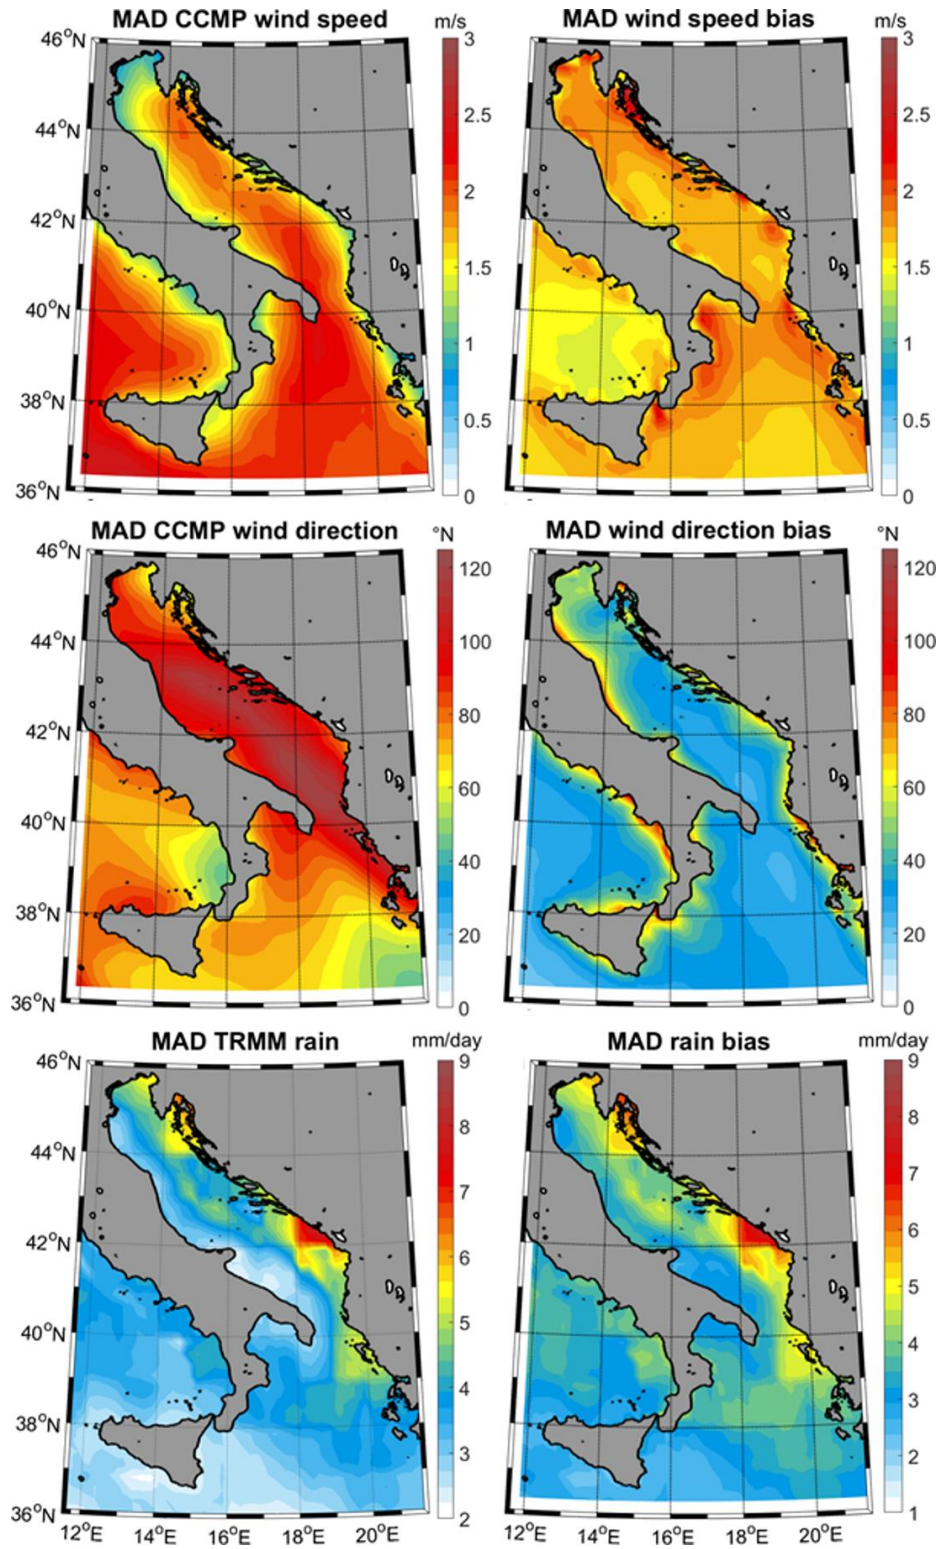 MAD CCMP wind speed
m/s
MAD wind speed bias
m/s
46°N
44°N
42°N
40°N
38°N
36°N
3
2.5
2
1.5
1
0.5
0
3
2.5
2
1.5
1
0.5
0
MAD CCMP wind direction
°N
MAD wind direction bias
°N
46°N
44°N
42°N
40°N
38°N
36°N
120
100
80
60
40
20
0
120
100
80
60
40
20
0
MAD TRMM rain
mm/day
MAD rain bias
mm/day
46°N
44°N
42°N
40°N
38°N
36°N
9
8
7
6
5
4
3
2
9
8
7
6
5
4
3
2
1
12°E 14°E 16°E 18°E 20°E
12°E 14°E 16°E 18°E 20°E